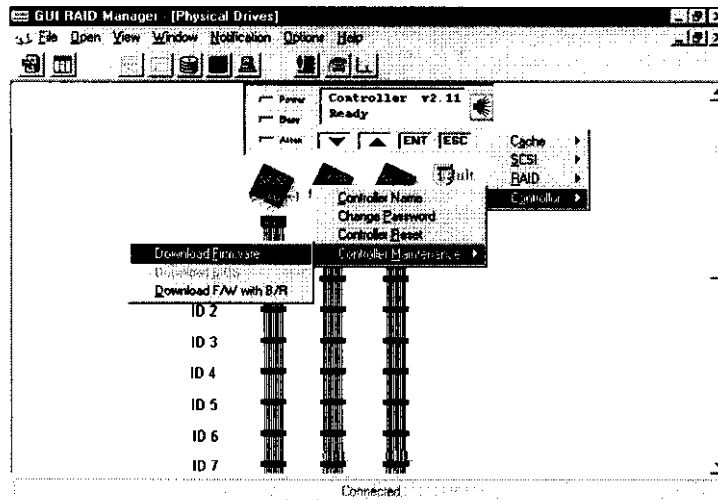 GUI RAID Manager - [Physical Drives]
File Open View Window Notification Options Help
Power
Controller v2.11
Busy
Ready
Atten
ENT ESC
Cache
SCSI
RAID
Controller
Controller Name
Change Password
Controller Reset
Controller Maintenance
Download Firmware
Download F/W with B/R
ID 2
ID 3
ID 4
ID 5
ID 6
ID 7
Connected